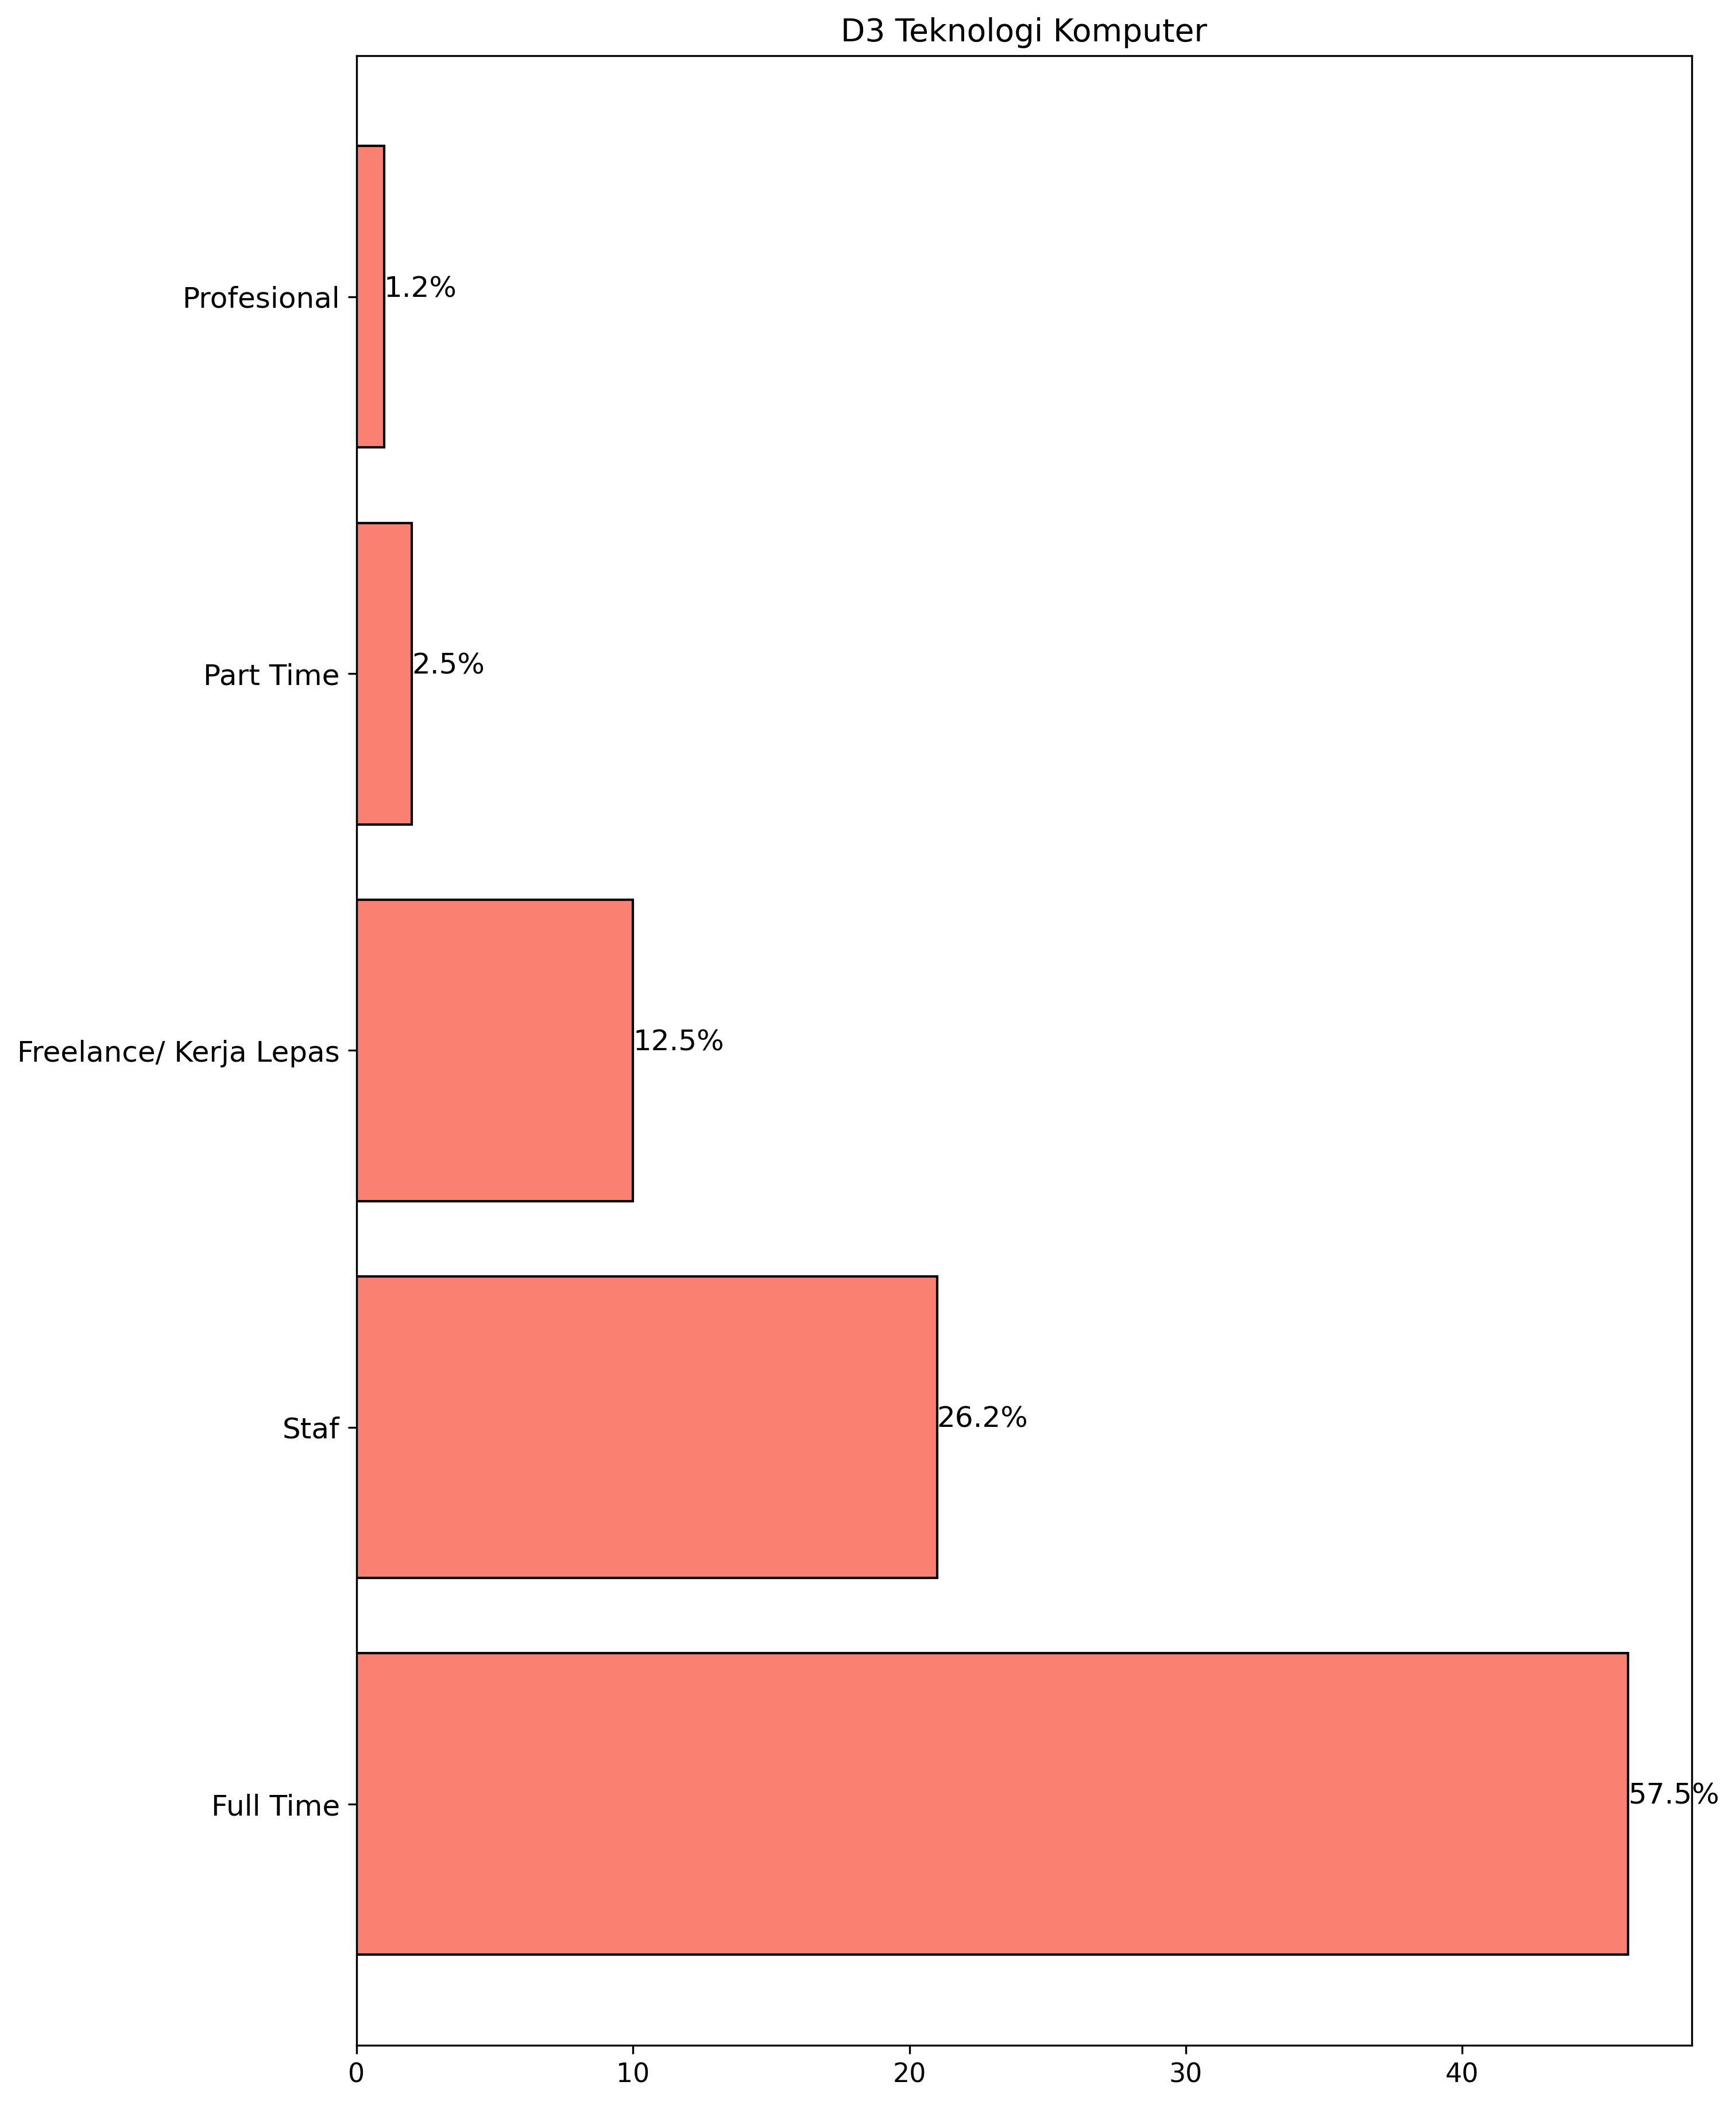 D3 Teknologi Komputer
Profesional
1.2%
Part Time
2.5%
Freelance/ Kerja Lepas
12.5%
Staf
26.2%
Full Time
57.5%
0
10
20
30
40